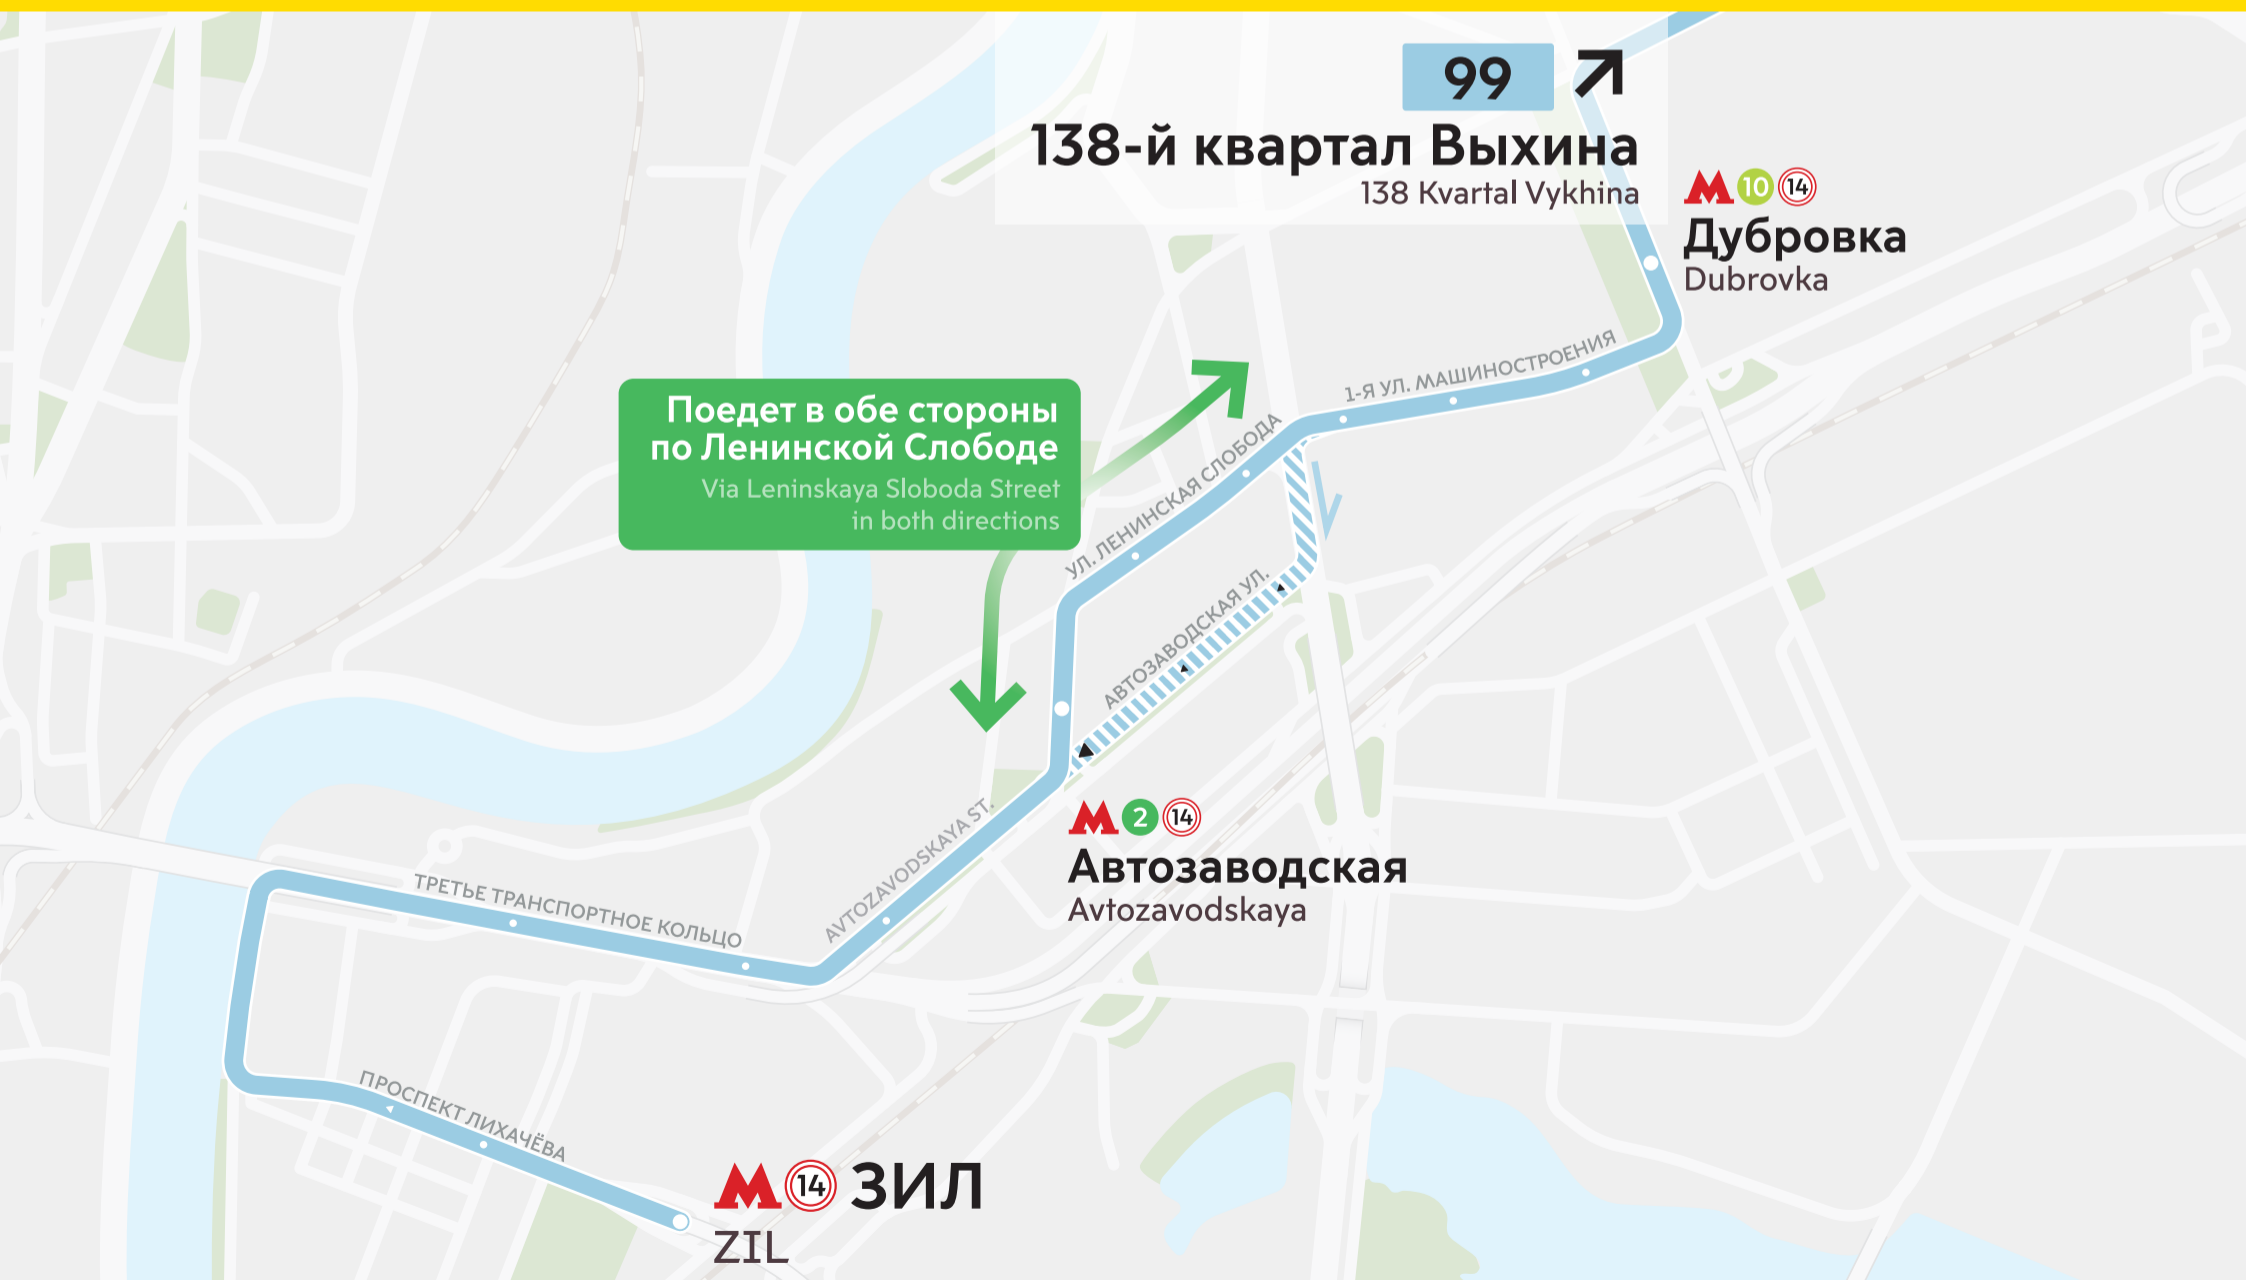 99
138-й квартал Выхина
138 Kvartal Vykhina
М 10 14
Дубровка
Dubrovka
1-Я УЛ. МАШИНОСТРОЕНИЯ
Поедет в обе стороны
по Ленинской Слободе
Via Leninskaya Sloboda Street
in both directions
УЛ. ЛЕНИНСКАЯ СЛОБОДА
АВТОЗАВОДСКАЯ УЛ.
М 2 14
Автозаводская
Avtozavodskaya
AVTOZAVODSKAYA ST.
ТРЕТЬЕ ТРАНСПОРТНОЕ КОЛЬЦО
ПРОСПЕКТ ЛИХАЧЁВА
М 14 ЗИЛ
ZIL